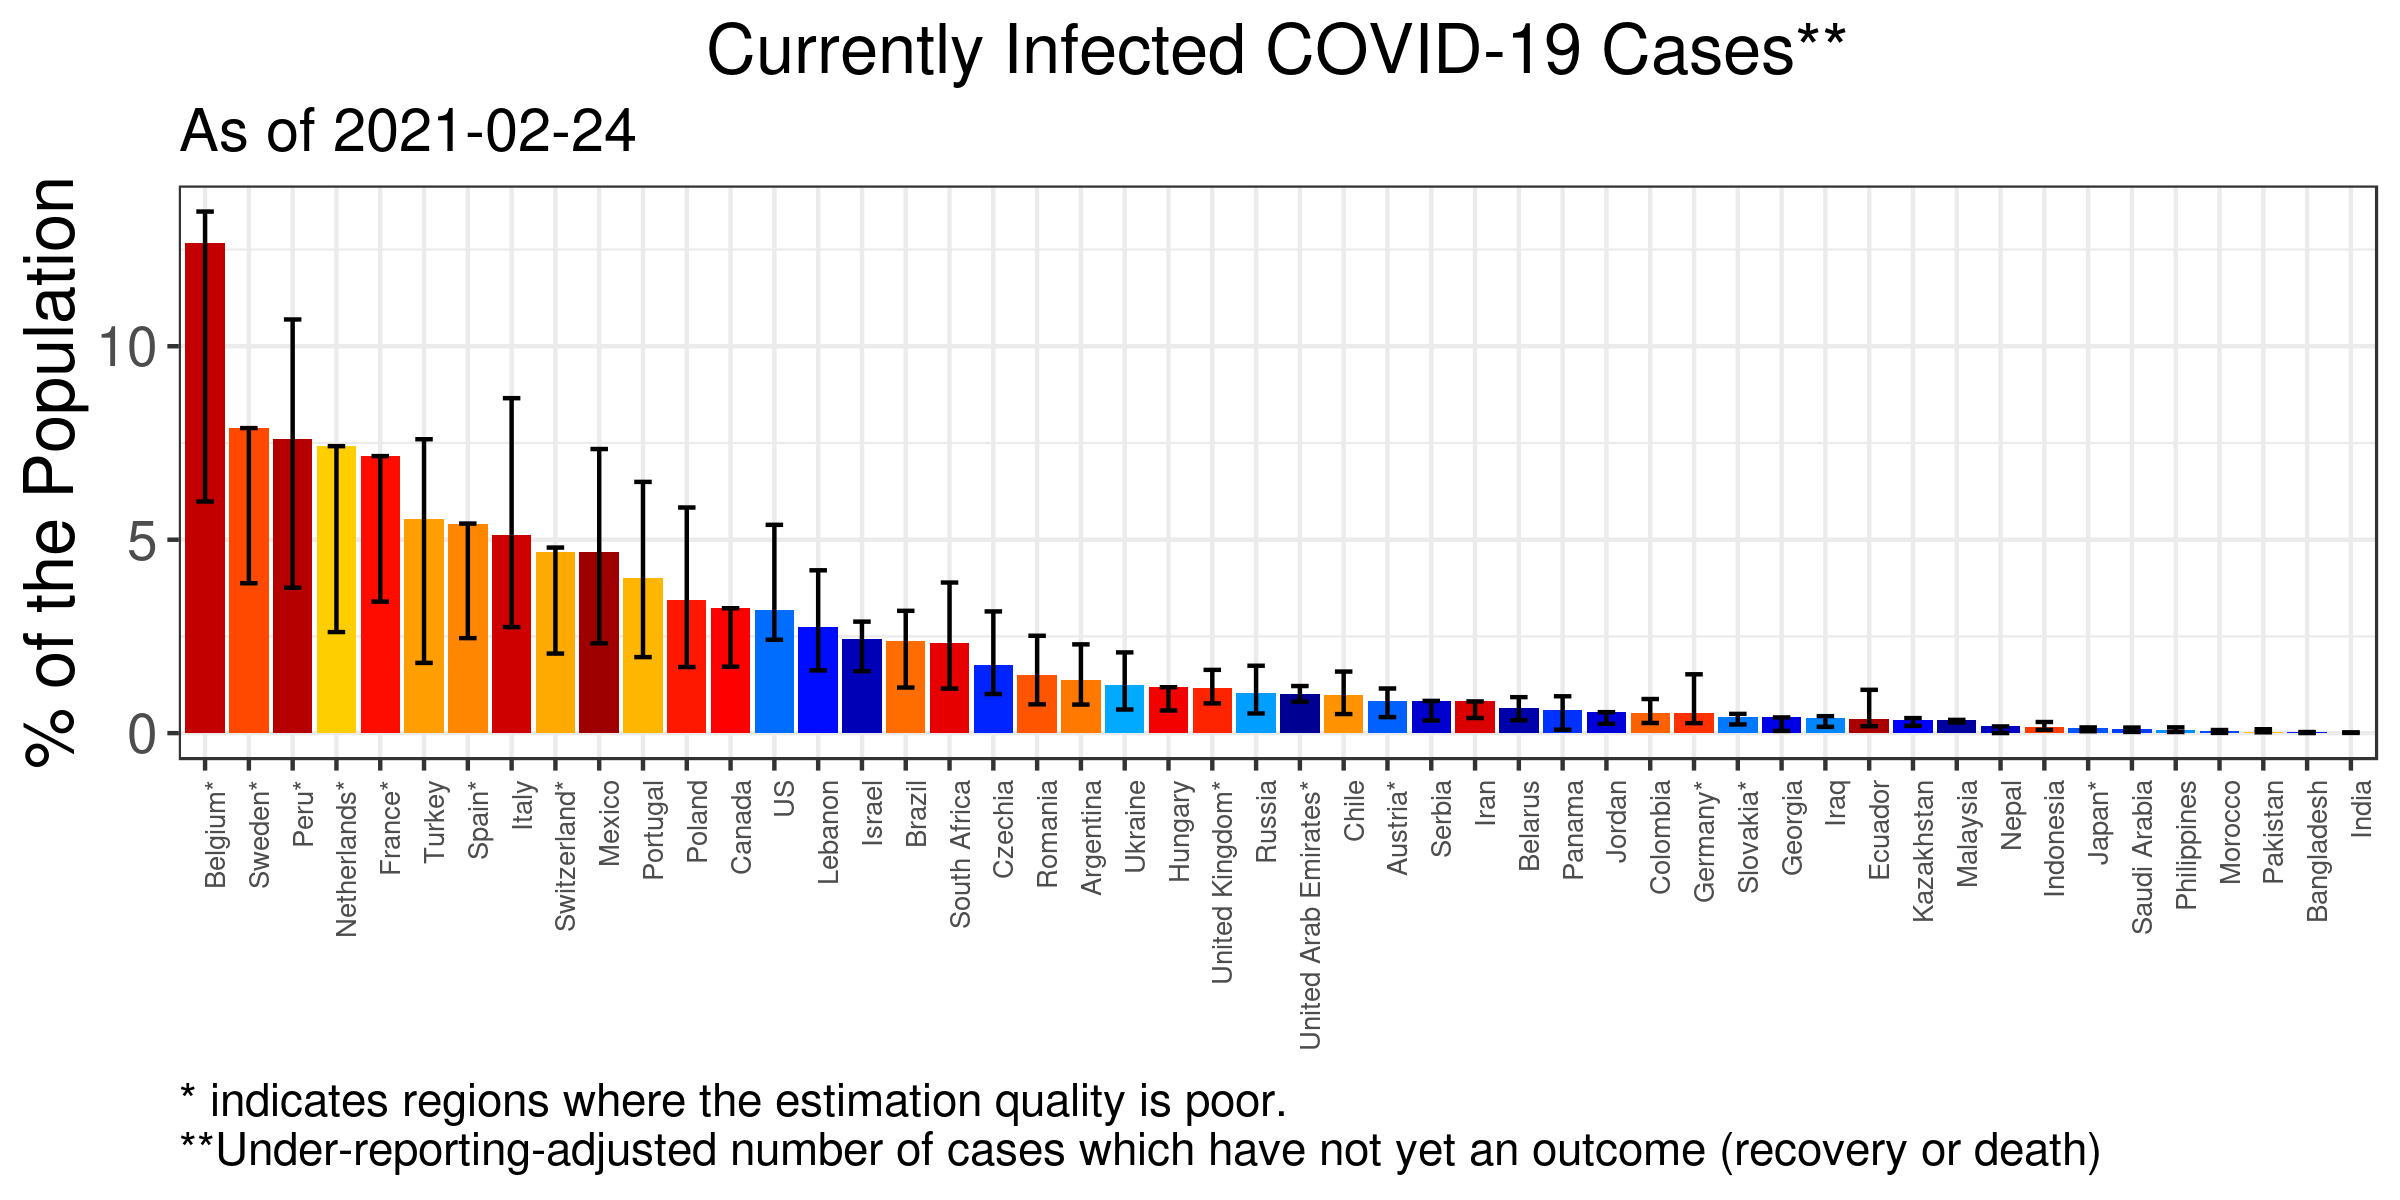 Currently Infected COVID-19 Cases**
As of 2021-02-24
% of the Population
10
5
0
Belgium*
Sweden*
Peru*
Netherlands*
France*
Turkey
Spain*
Italy
Switzerland*
Mexico
Portugal
Poland
Canada
US
Lebanon
Israel
Brazil
South Africa
Czechia
Romania
Argentina
Ukraine
Hungary
United Kingdom*
Russia
United Arab Emirates*
Chile
Austria*
Serbia
Iran
Belarus
Panama
Jordan
Colombia
Germany*
Slovakia*
Georgia
Iraq
Ecuador
Kazakhstan
Malaysia
Nepal
Indonesia
Japan*
Saudi Arabia
Philippines
Morocco
Pakistan
Bangladesh
India
* indicates regions where the estimation quality is poor.
**Under-reporting-adjusted number of cases which have not yet an outcome (recovery or death)